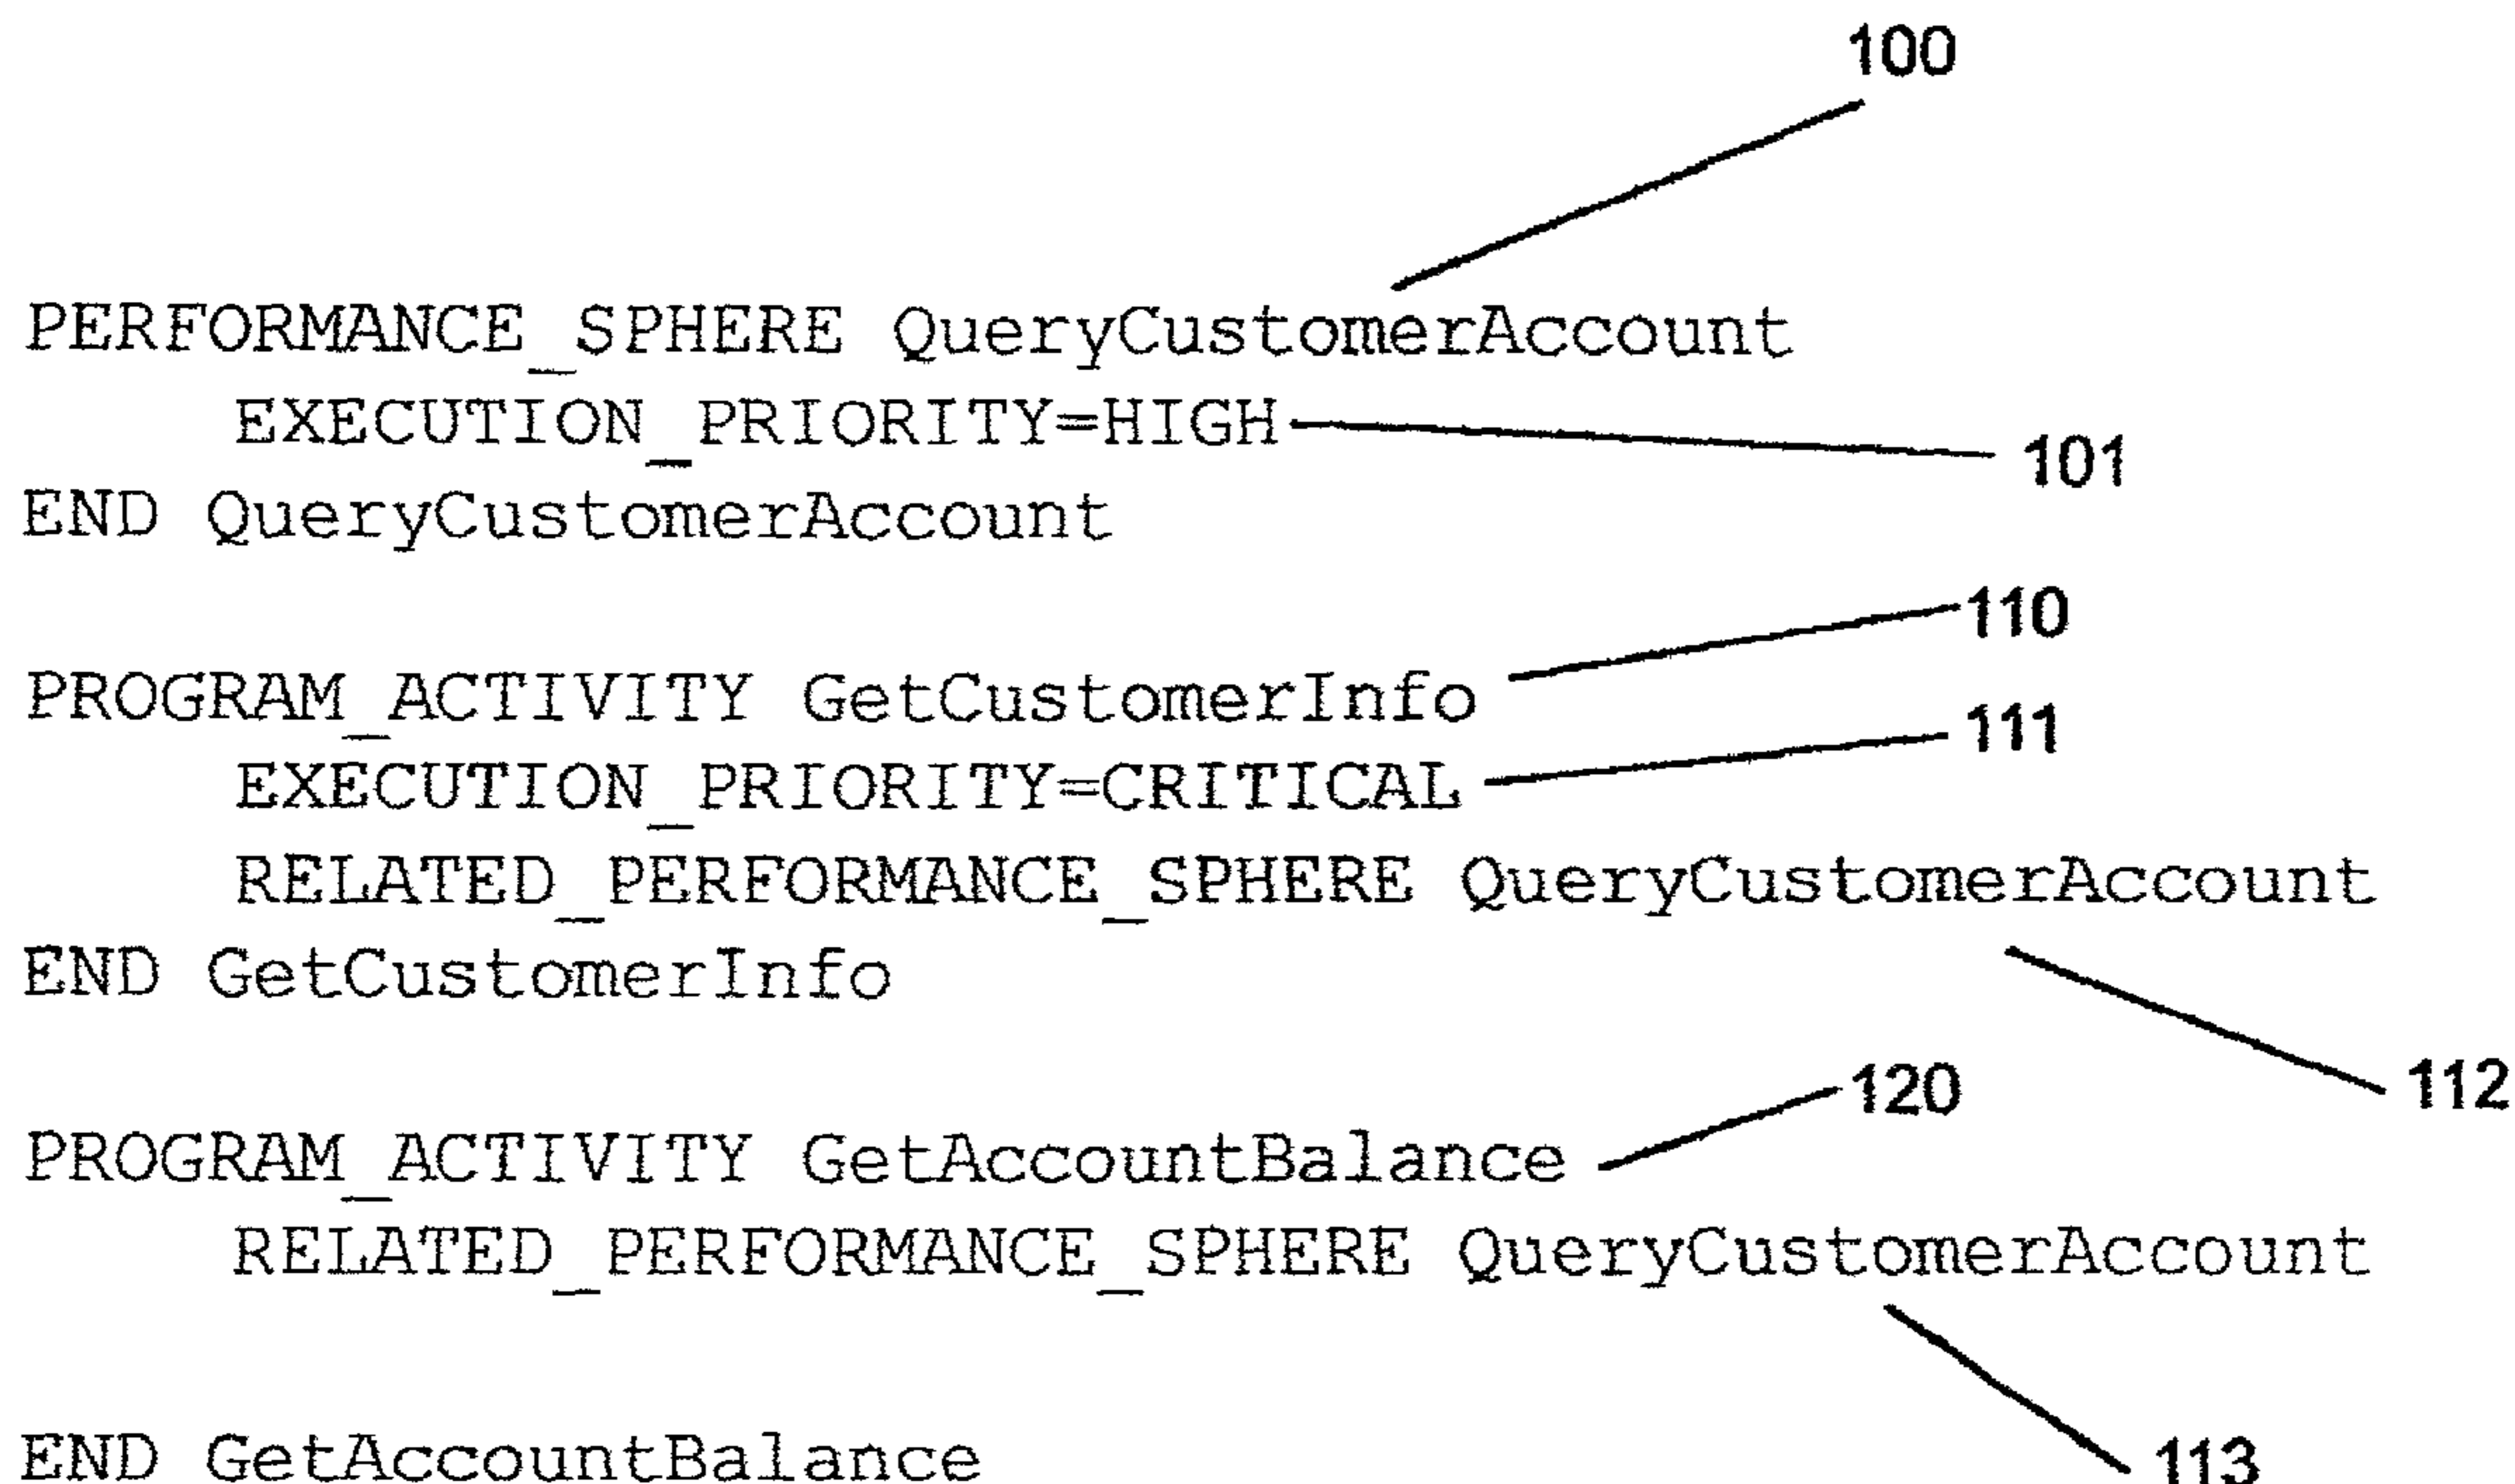 100
PERFORMANCE_SPHERE QueryCustomerAccount
EXECUTION_PRIORITY=HIGH
101
END QueryCustomerAccount
110
PROGRAM_ACTIVITY GetCustomerInfo
111
EXECUTION_PRIORITY=CRITICAL
RELATED_PERFORMANCE_SPHERE QueryCustomerAccount
END GetCustomerInfo
112
120
PROGRAM_ACTIVITY GetAccountBalance
RELATED_PERFORMANCE_SPHERE QueryCustomerAccount
END GetAccountBalance
113